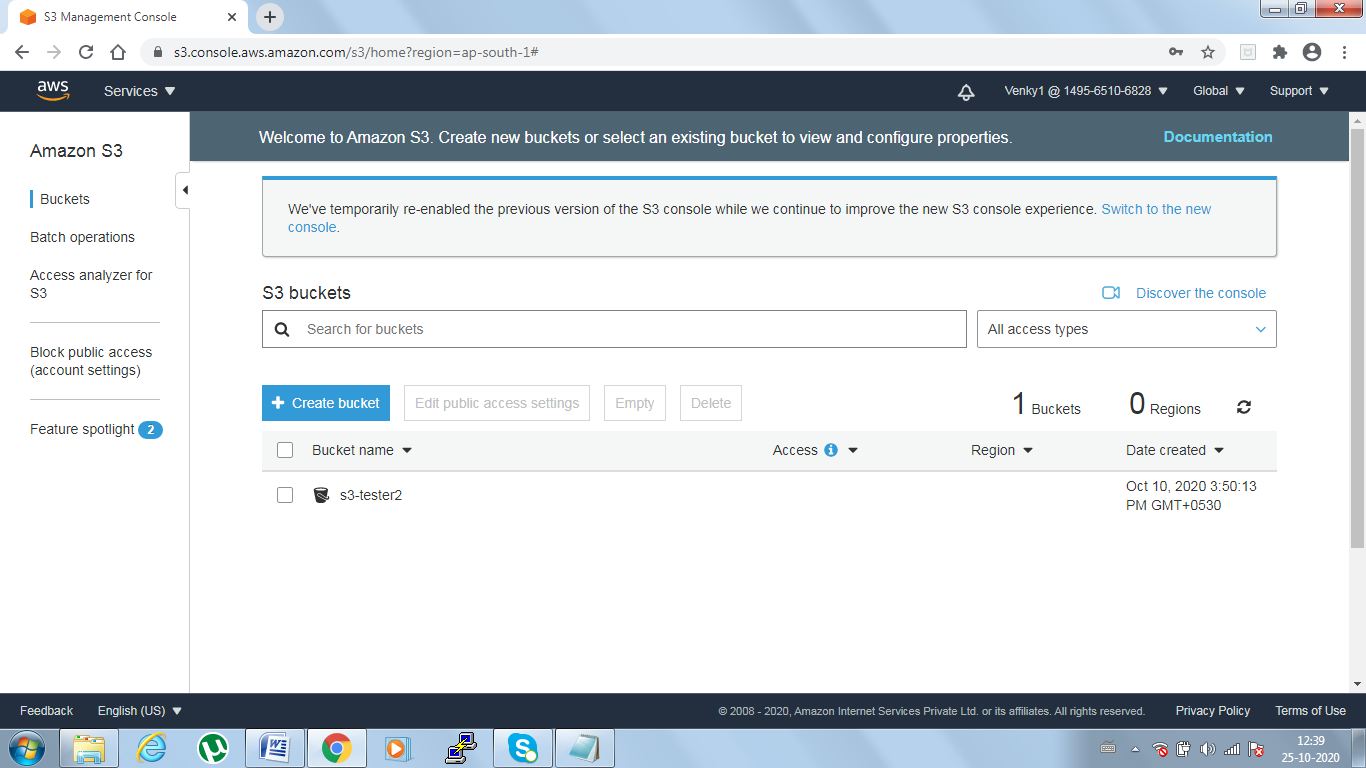 S3 Management Console
s3.console.aws.amazon.com/s3/home?region=ap-south-1#
aws
Services
Venky1 @ 1495-6510-6828
Global
Support
Amazon S3
Buckets
Batch operations
Access analyzer for
S3
Block public access
(account settings)
Feature spotlight 2
Welcome to Amazon S3. Create new buckets or select an existing bucket to view and configure properties.
Documentation
We've temporarily re-enabled the previous version of the S3 console while we continue to improve the new S3 console experience. Switch to the new
console.
S3 buckets
Discover the console
Search for buckets
All access types
+ Create bucket
Edit public access settings
Empty
Delete
1 Buckets
0 Regions
Bucket name
Access
Region
Date created
s3-tester2
Oct 10, 2020 3:50:13
PM GMT+0530
Feedback
English (US)
© 2008 - 2020, Amazon Internet Services Private Ltd. or its affiliates. All rights reserved.
Privacy Policy
Terms of Use
12:39
25-10-2020